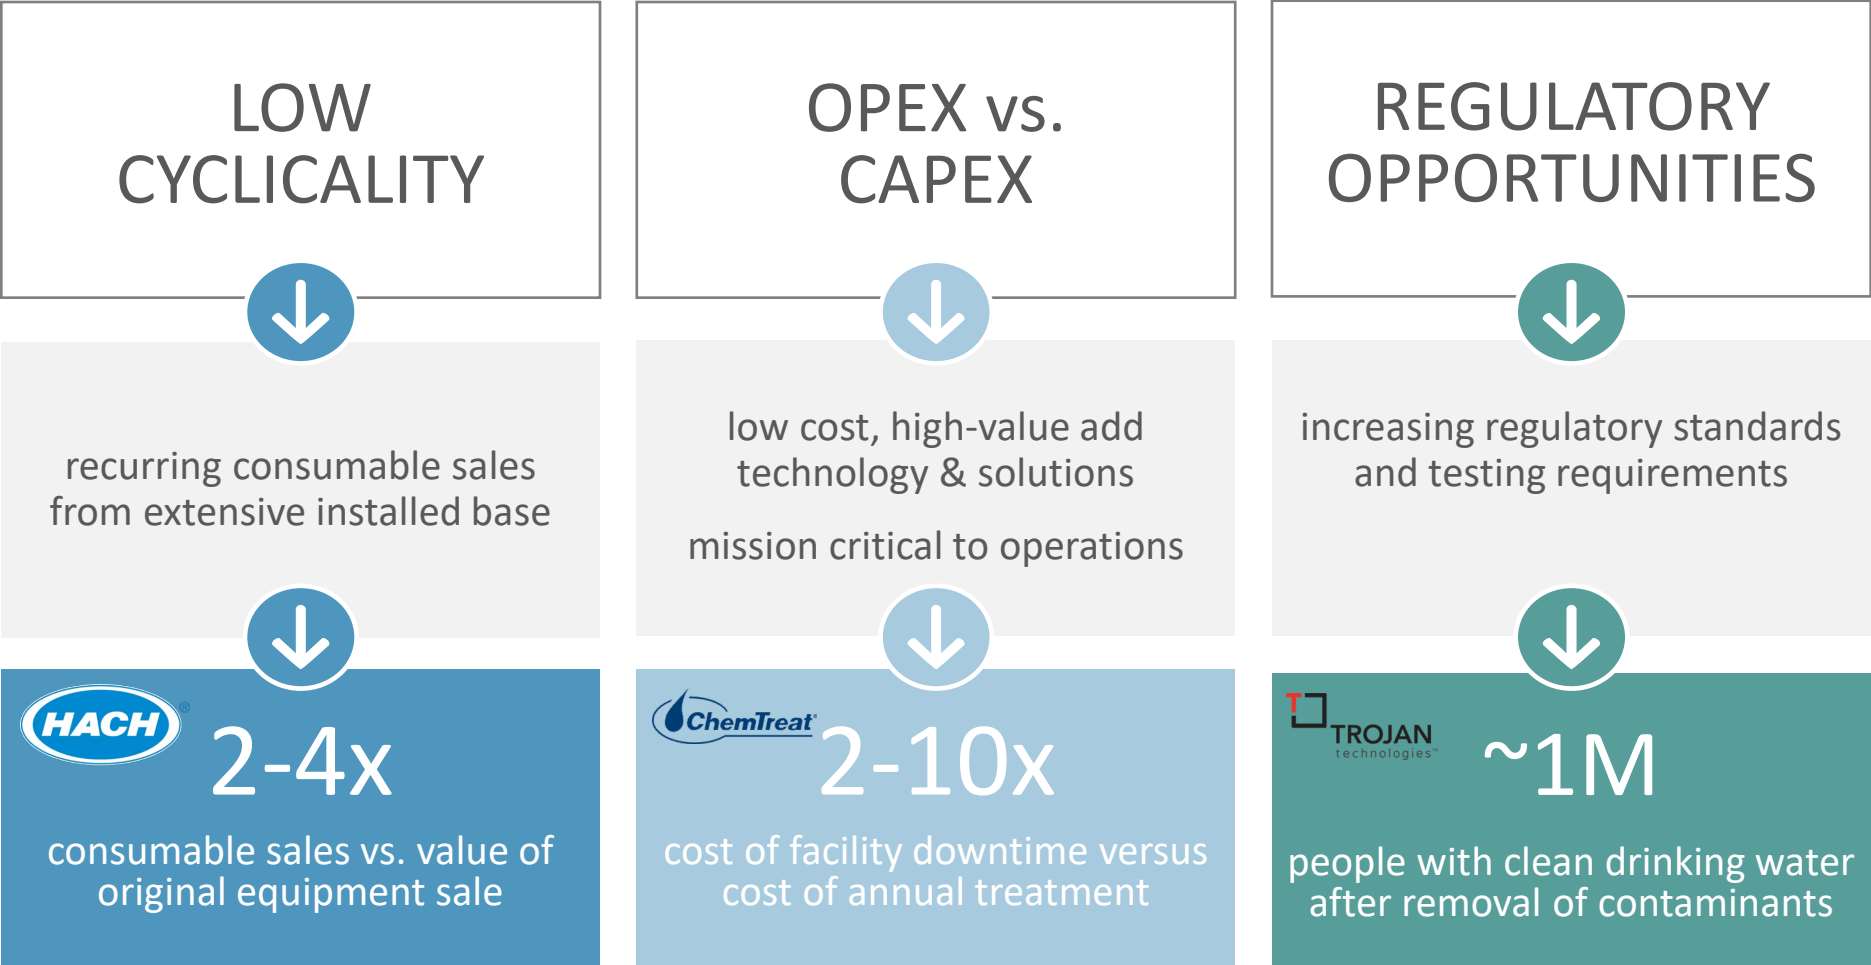 LOW
CYCLICALITY
recurring consumable sales
from extensive installed base
HACH®
2-4x
consumable sales vs. value of
original equipment sale
OPEX vs.
CAPEX
low cost, high-value add
technology & solutions
mission critical to operations
ChemTreat®
2-10x
cost of facility downtime versus
cost of annual treatment
REGULATORY
OPPORTUNITIES
increasing regulatory standards
and testing requirements
T
TROJAN
technologies™
~1M
people with clean drinking water
after removal of contaminants